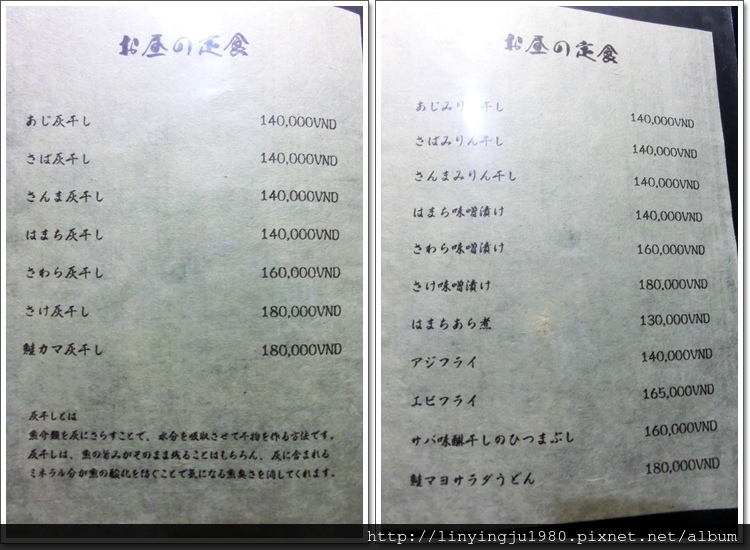 お昼の定食
あじ灰干し 140,000VND
さば灰干し 140,000VND
さんま灰干し 140,000VND
はまち灰干し 140,000VND
さわら灰干し 160,000VND
さけ灰干し 180,000VND
鮭カマ灰干し 180,000VND
灰干しとは
魚介類を灰にさらすことで、水分を吸収させて干物を作る方法です。
灰干しは、魚の旨みがそのまま残ることはもちろん、灰に含まれる
ミネラル分が魚の酸化を防ぐことで気になる魚臭さを消してくれます。
お昼の定食
あじみりん干し 140,000VND
さばみりん干し 140,000VND
さんまみりん干し 140,000VND
はまち味噌漬け 140,000VND
さわら味噌漬け 160,000VND
さけ味噌漬け 180,000VND
はまちあら煮 130,000VND
アジフライ 140,000VND
エビフライ 165,000VND
サバ味醂干しのひつまぶし 160,000VND
鮭マヨサラダうどん 180,000VND
http://linyingju1980.pixnet.net/album